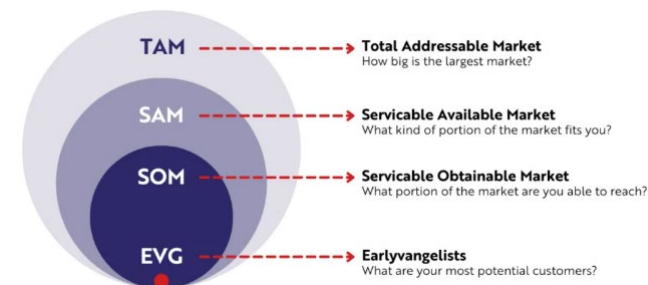 TAM
Total Addressable Market
How big is the largest market?
SAM
Servicable Available Market
What kind of portion of the market fits you?
SOM
Servicable Obtainable Market
What portion of the market are you able to reach?
EVG
Earlyvangelists
What are your most potential customers?